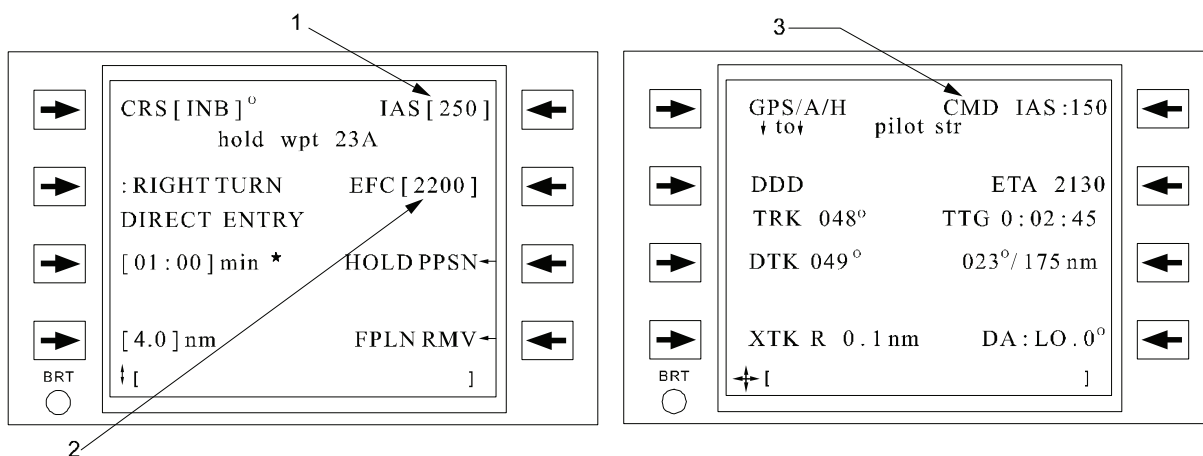 1
CRS [ INB ]° IAS [ 250 ]
hold wpt 23A
: RIGHT TURN EFC [ 2200 ]
DIRECT ENTRY
[ 01 : 00 ] min * HOLD PPSN←
[ 4.0 ] nm FPLN RMV←
BRT
↕ [ ]
2
3
GPS/A/H CMD IAS :150
↓ to↓ pilot str
DDD ETA 2130
TRK 048° TTG 0 : 02 : 45
DTK 049° 023°/ 175 nm
XTK R 0 . 1 nm DA : LO . 0°
BRT
[ ]